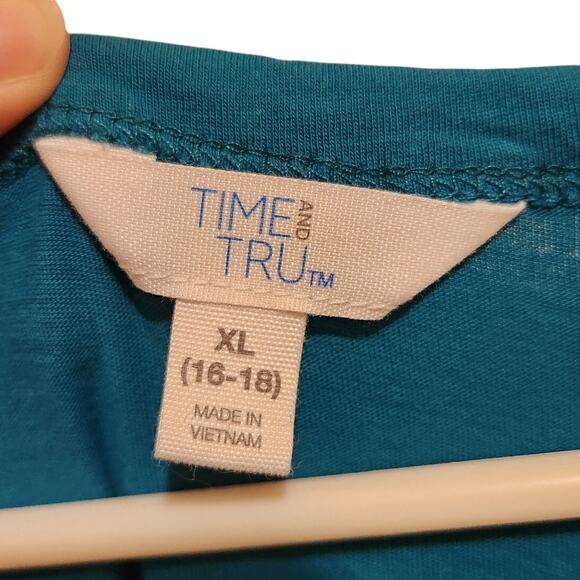 TIME AND
TRU™
XL
(16-18)
MADE IN
VIETNAM